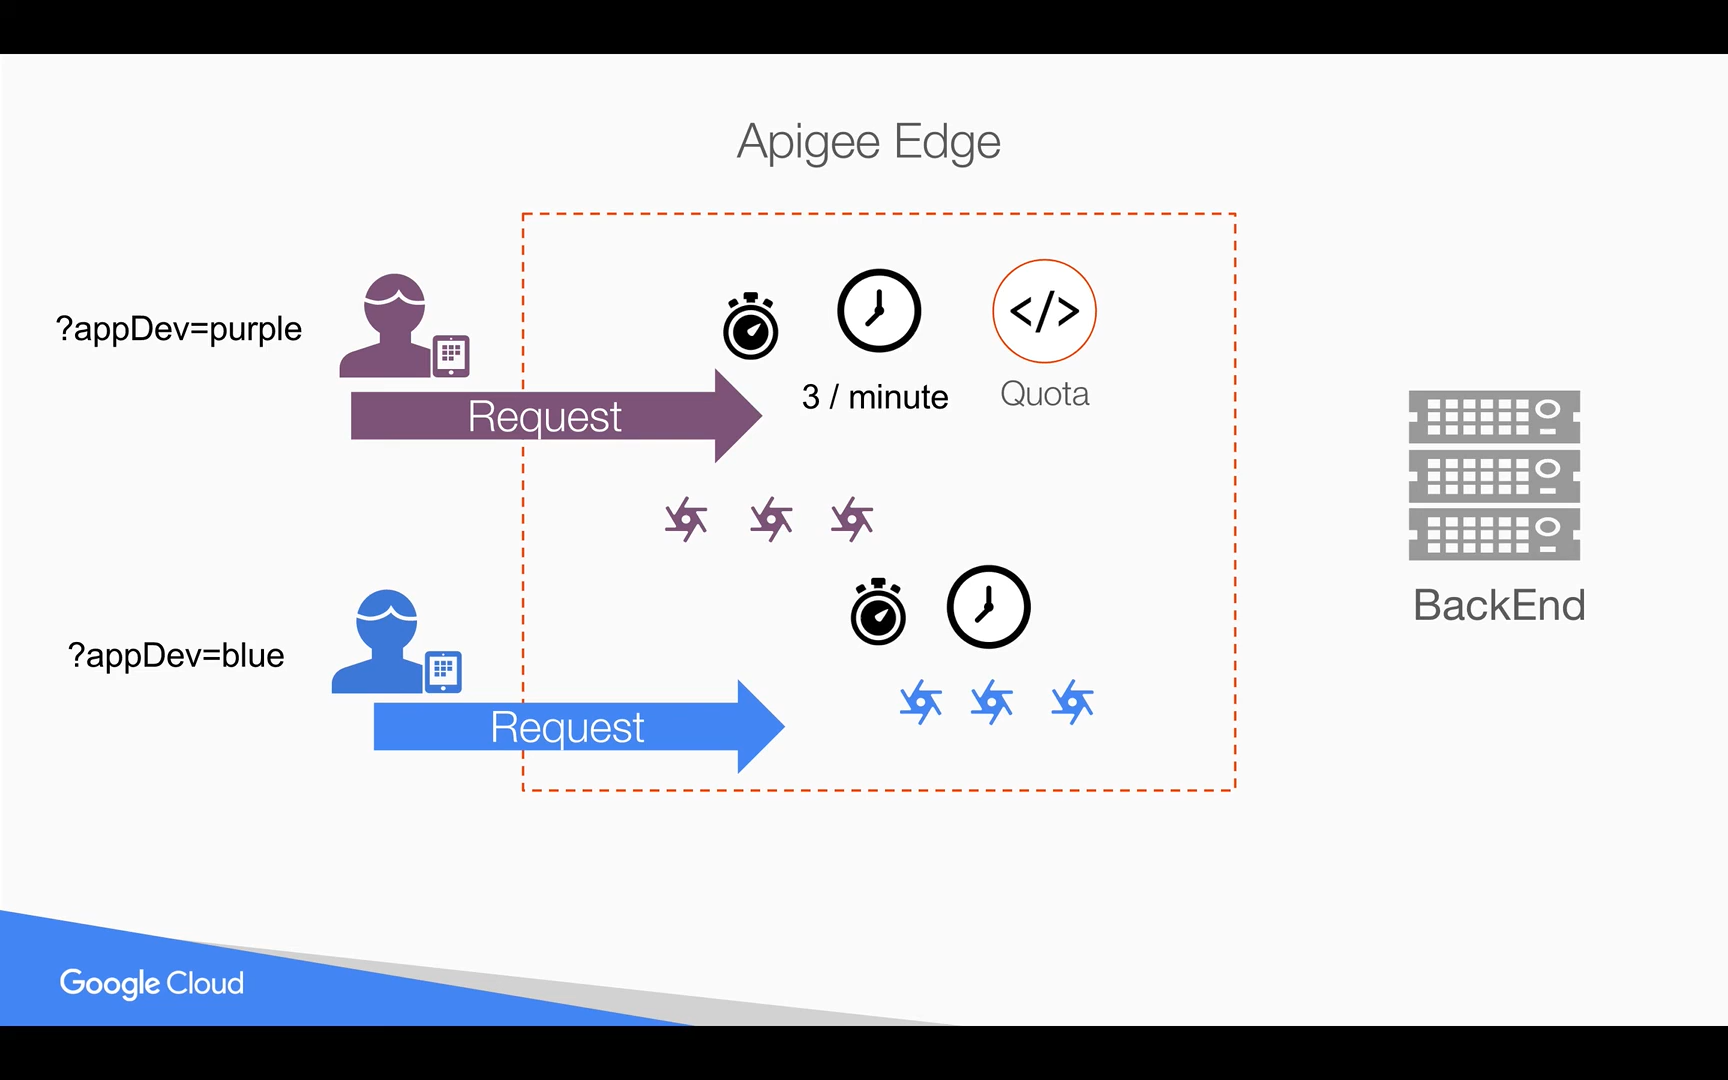 Apigee Edge
?appDev=purple
</>
3 / minute
Quota
Request
?appDev=blue
Request
BackEnd
Google Cloud